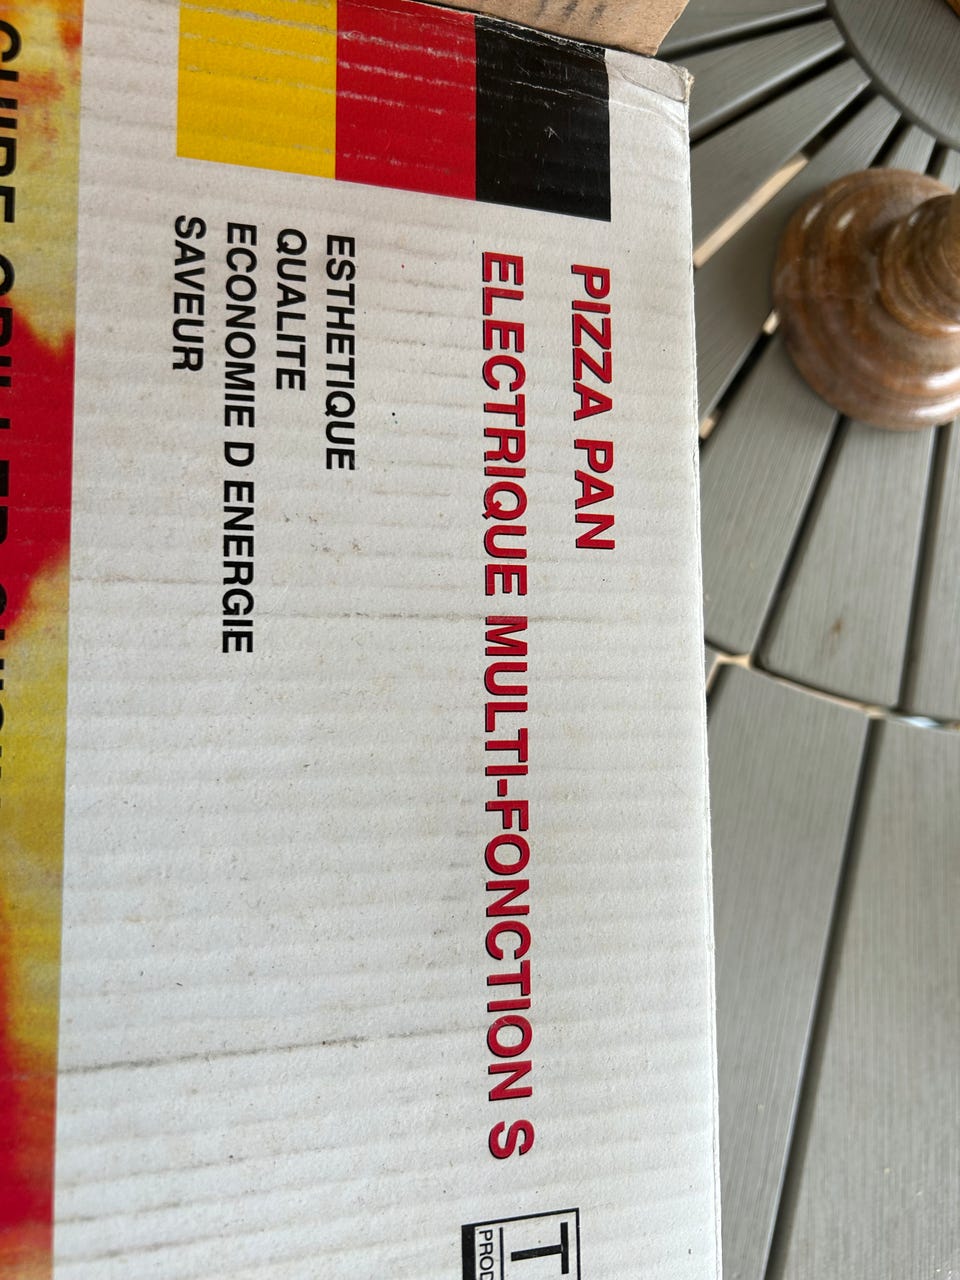 PIZZA PAN
ELECTRIQUE MULTI-FONCTION S
ESTHETIQUE
QUALITE
ECONOMIE D ENERGIE
SAVEUR